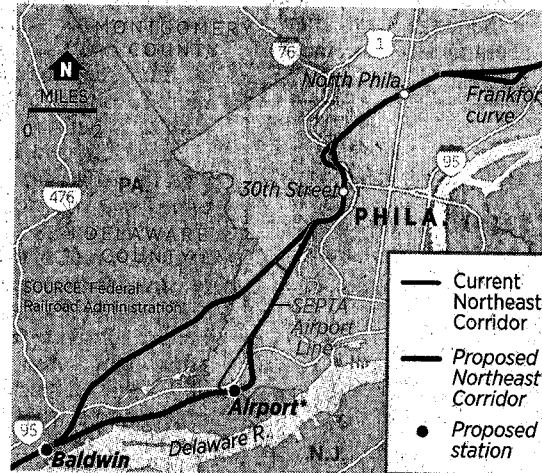 MONTGOMERY
COUNTY
76
1
N
MILES
0 2
North Phila.
Frankford
curve
95
PA.
30th Street
476
PHILA.
DELAWARE
COUNTY
SOURCE: Federal
Railroad Administration
SEPTA
Airport
Line
Current
Northeast
Corridor
Proposed
Northeast
Corridor
Proposed
station
Airport*
95
Baldwin
Delaware R.
N.J.